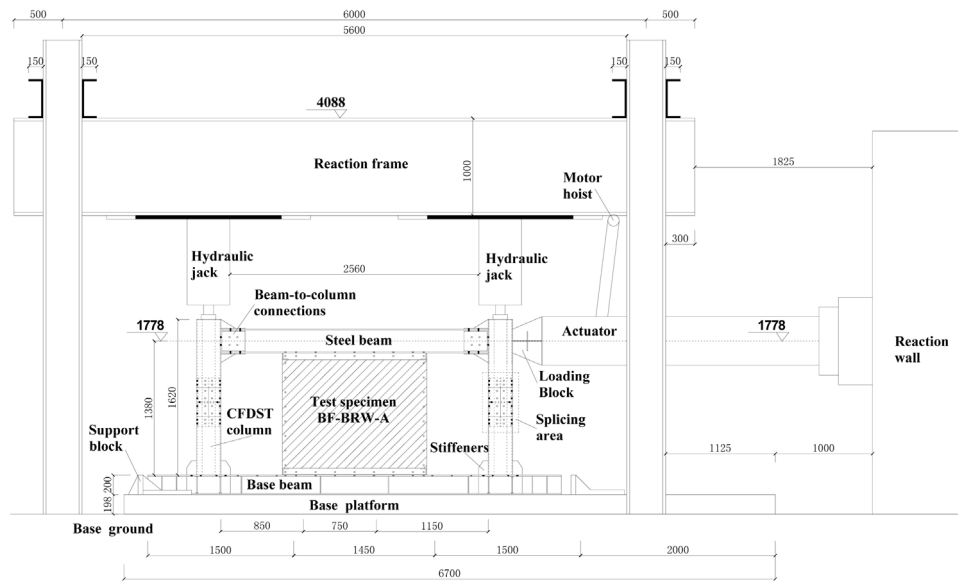 500
6000
500
5600
150
150
150
150
4088
Reaction frame
1000
1825
Motor
hoist
300
Hydraulic
jack
Hydraulic
jack
2560
Beam-to-column
connections
1778
Steel beam
Actuator
1778
Reaction
wall
Loading
Block
1380
1620
Test specimen
BF-BRW-A
CFDST
column
Splicing
area
Support
block
Stiffeners
1125
1000
200
Base beam
198
Base platform
Base ground
850
750
1150
1500
1450
1500
2000
6700